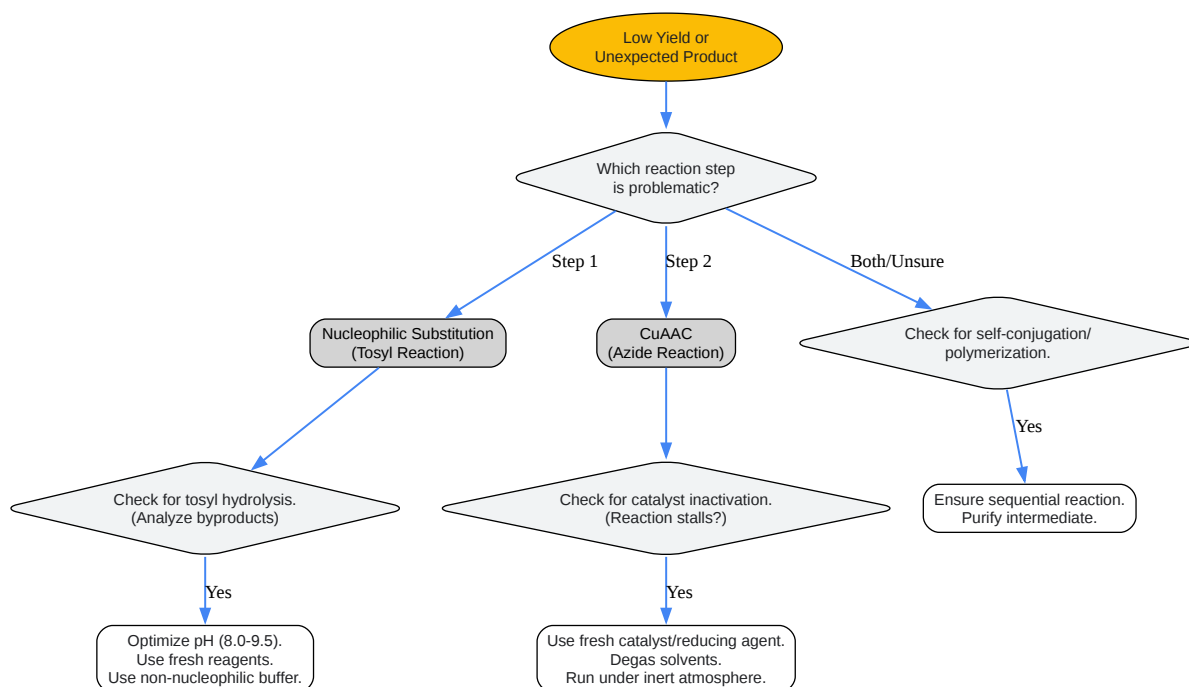 Low Yield or
Unexpected Product
Which reaction step
is problematic?
Step 1
Step 2
Both/Unsure
Nucleophilic Substitution
(Tosyl Reaction)
CuAAC
(Azide Reaction)
Check for self-conjugation/
polymerization.
Yes
Check for tosyl hydrolysis.
(Analyze byproducts)
Check for catalyst inactivation.
(Reaction stalls?)
Ensure sequential reaction.
Purify intermediate.
Yes
Yes
Optimize pH (8.0-9.5).
Use fresh reagents.
Use non-nucleophilic buffer.
Use fresh catalyst/reducing agent.
Degas solvents.
Run under inert atmosphere.